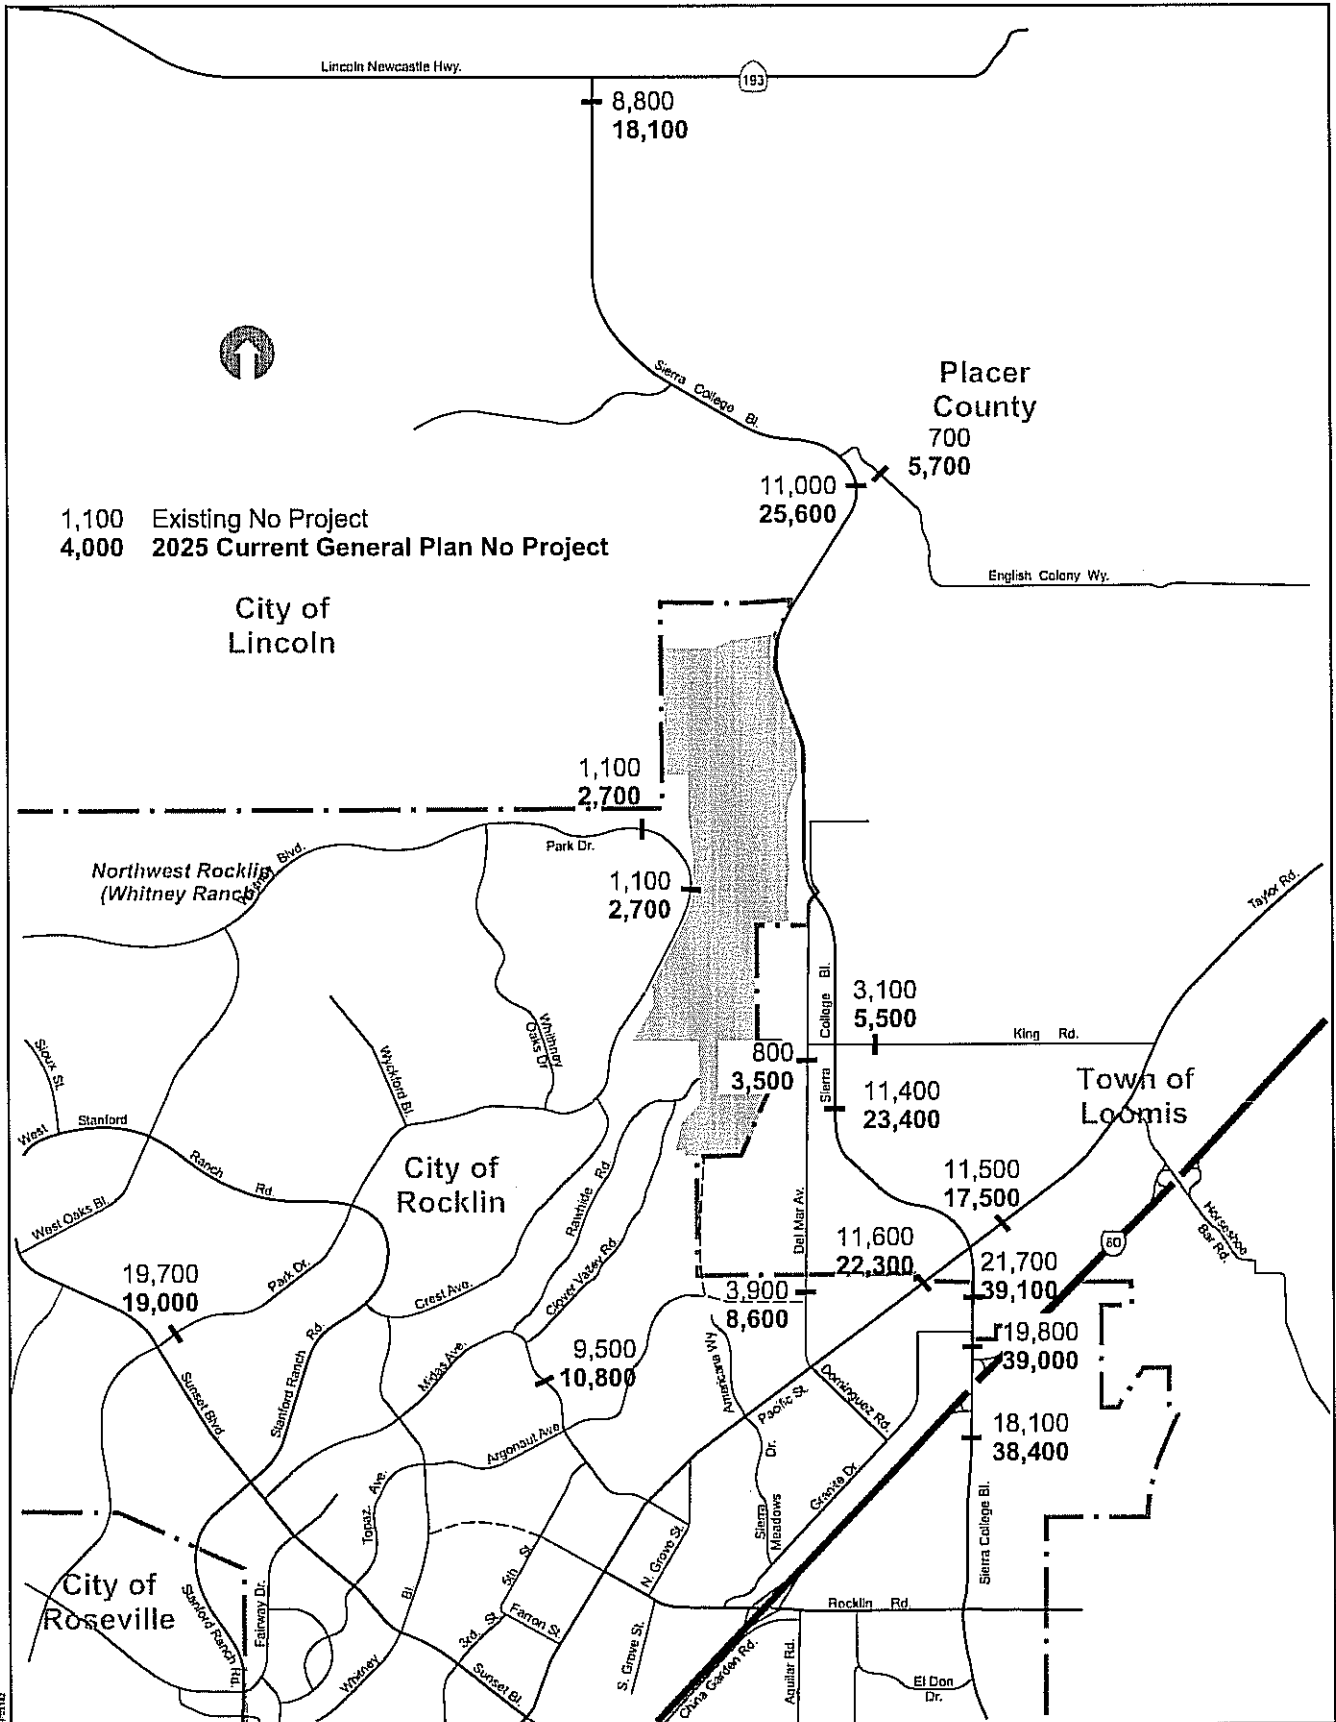 Lincoln Newcastle Hwy.
193
8,800
18,100
Sierra College Bl.
Placer
County
700
5,700
11,000
25,600
1,100 Existing No Project
4,000 2025 Current General Plan No Project
English Colony Wy.
City of
Lincoln
1,100
2,700
Park Dr.
Northwest Rocklin
(Whitney Ranch)
Blvd.
1,100
2,700
Taylor Rd.
Sierra College Bl.
3,100
5,500
King Rd.
Whithney
Oaks Dr
Wyckford Bl.
Sioux St.
800
3,500
Town of
Loomis
11,400
23,400
West Stanford Ranch Rd.
City of
Rocklin
11,500
17,500
Rawhide Rd.
West Oaks Bl.
Del Mar Av.
Horseshoe
Bar Rd.
80
11,600
22,300
21,700
39,100
19,700
19,000
Park Dr.
Crest Ave.
Clover Valley Rd.
3,900
8,600
19,800
39,000
Stanford Ranch Rd.
Midas Ave.
9,500
10,800
Americana Wy
Sunset Blvd
Pacific St.
Dominguez Rd.
18,100
38,400
Argonaut Ave
Topaz Ave.
Granite Dr.
Sierra
Meadows
Dr.
Sierra College Bl.
N. Grove St.
5th St.
City of
Roseville
Stanford Ranch Rd.
Fairway Dr.
Whitney Bl.
3rd. St.
Farron St.
S. Grove St.
Rocklin Rd.
Sunset Bl.
China Garden Rd.
Aguilar Rd.
El Don
Dr.